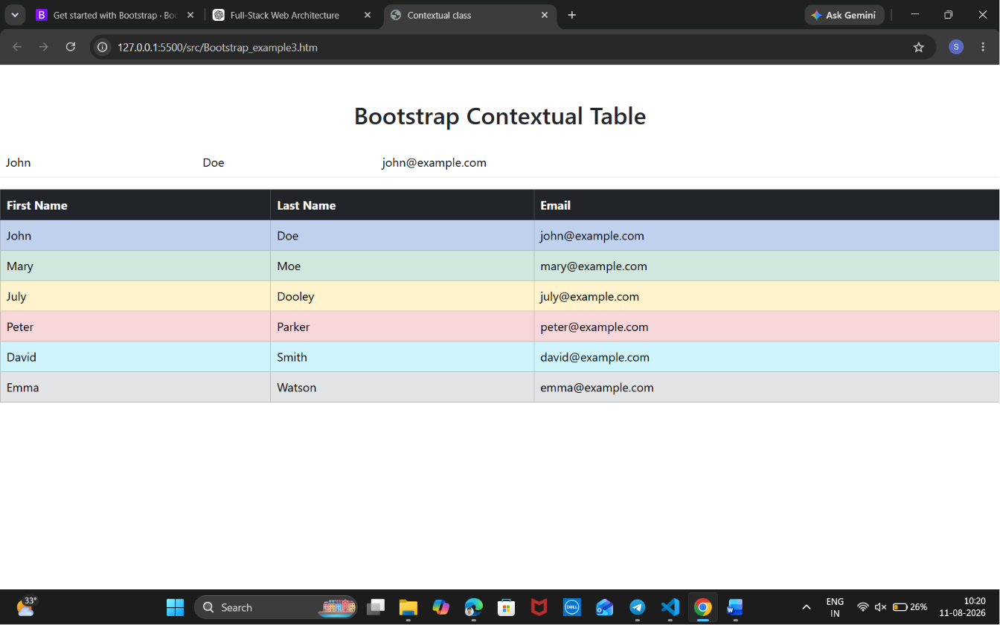 Get started with Bootstrap · Boo
Full-Stack Web Architecture
Contextual class
Ask Gemini
127.0.0.1:5500/src/Bootstrap_example3.htm
S
Bootstrap Contextual Table
John Doe john@example.com
First Name Last Name Email
John Doe john@example.com
Mary Moe mary@example.com
July Dooley july@example.com
Peter Parker peter@example.com
David Smith david@example.com
Emma Watson emma@example.com
33°
Search
DELL
ENG
IN
26%
10:20
11-08-2026